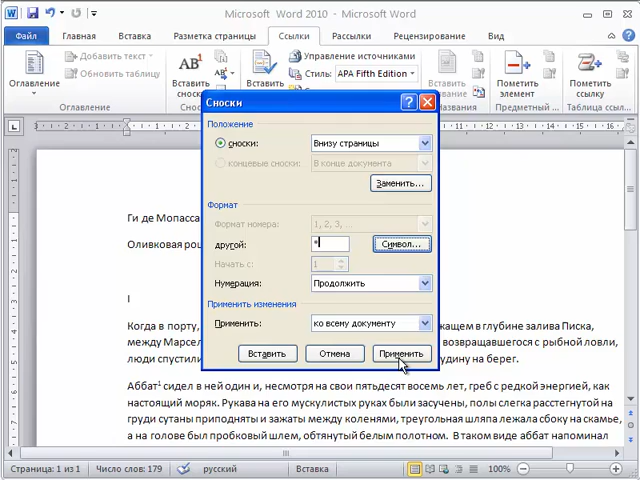 Microsoft Word 2010 - Microsoft Word
Файл Главная Вставка Разметка страницы Ссылки Рассылки Рецензирование Вид
Добавить текст
Обновить таблицу
Оглавление
Оглавление
AB¹
Вставить
Вставить
Управление источниками
Стиль: APA Fifth Edition
Вставить
Пометить
элемент
Предметный ...
Пометить
ссылку
Таблица ссыл...
Сноски
Положение
сноски: Внизу страницы
концевые сноски: В конце документа
Заменить...
Формат
Формат номера: 1, 2, 3, ...
другой: * Символ...
Начать с: 1
Нумерация: Продолжить
Применить изменения
Применить: ко всему документу
Вставить Отмена Применить
Ги де Мопасса
Оливковая рощ
I
Когда в порту, кащем в глубине залива Писка,
между Марсел возвращавшегося с рыбной ловли,
люди спустили удину на берег.
Аббат¹ сидел в ней один и, несмотря на свои пятьдесят восемь лет, греб с редкой энергией, как
настоящий моряк. Рукава на его мускулистых руках были засучены, полы слегка расстегнутой на
груди сутаны приподняты и зажаты между коленями, треугольная шляпа лежала сбоку на скамье,
а на голове был пробковый шлем, обтянутый белым полотном. В таком виде аббат напоминал
Страница: 1 из 1 Число слов: 179 русский Вставка 100%